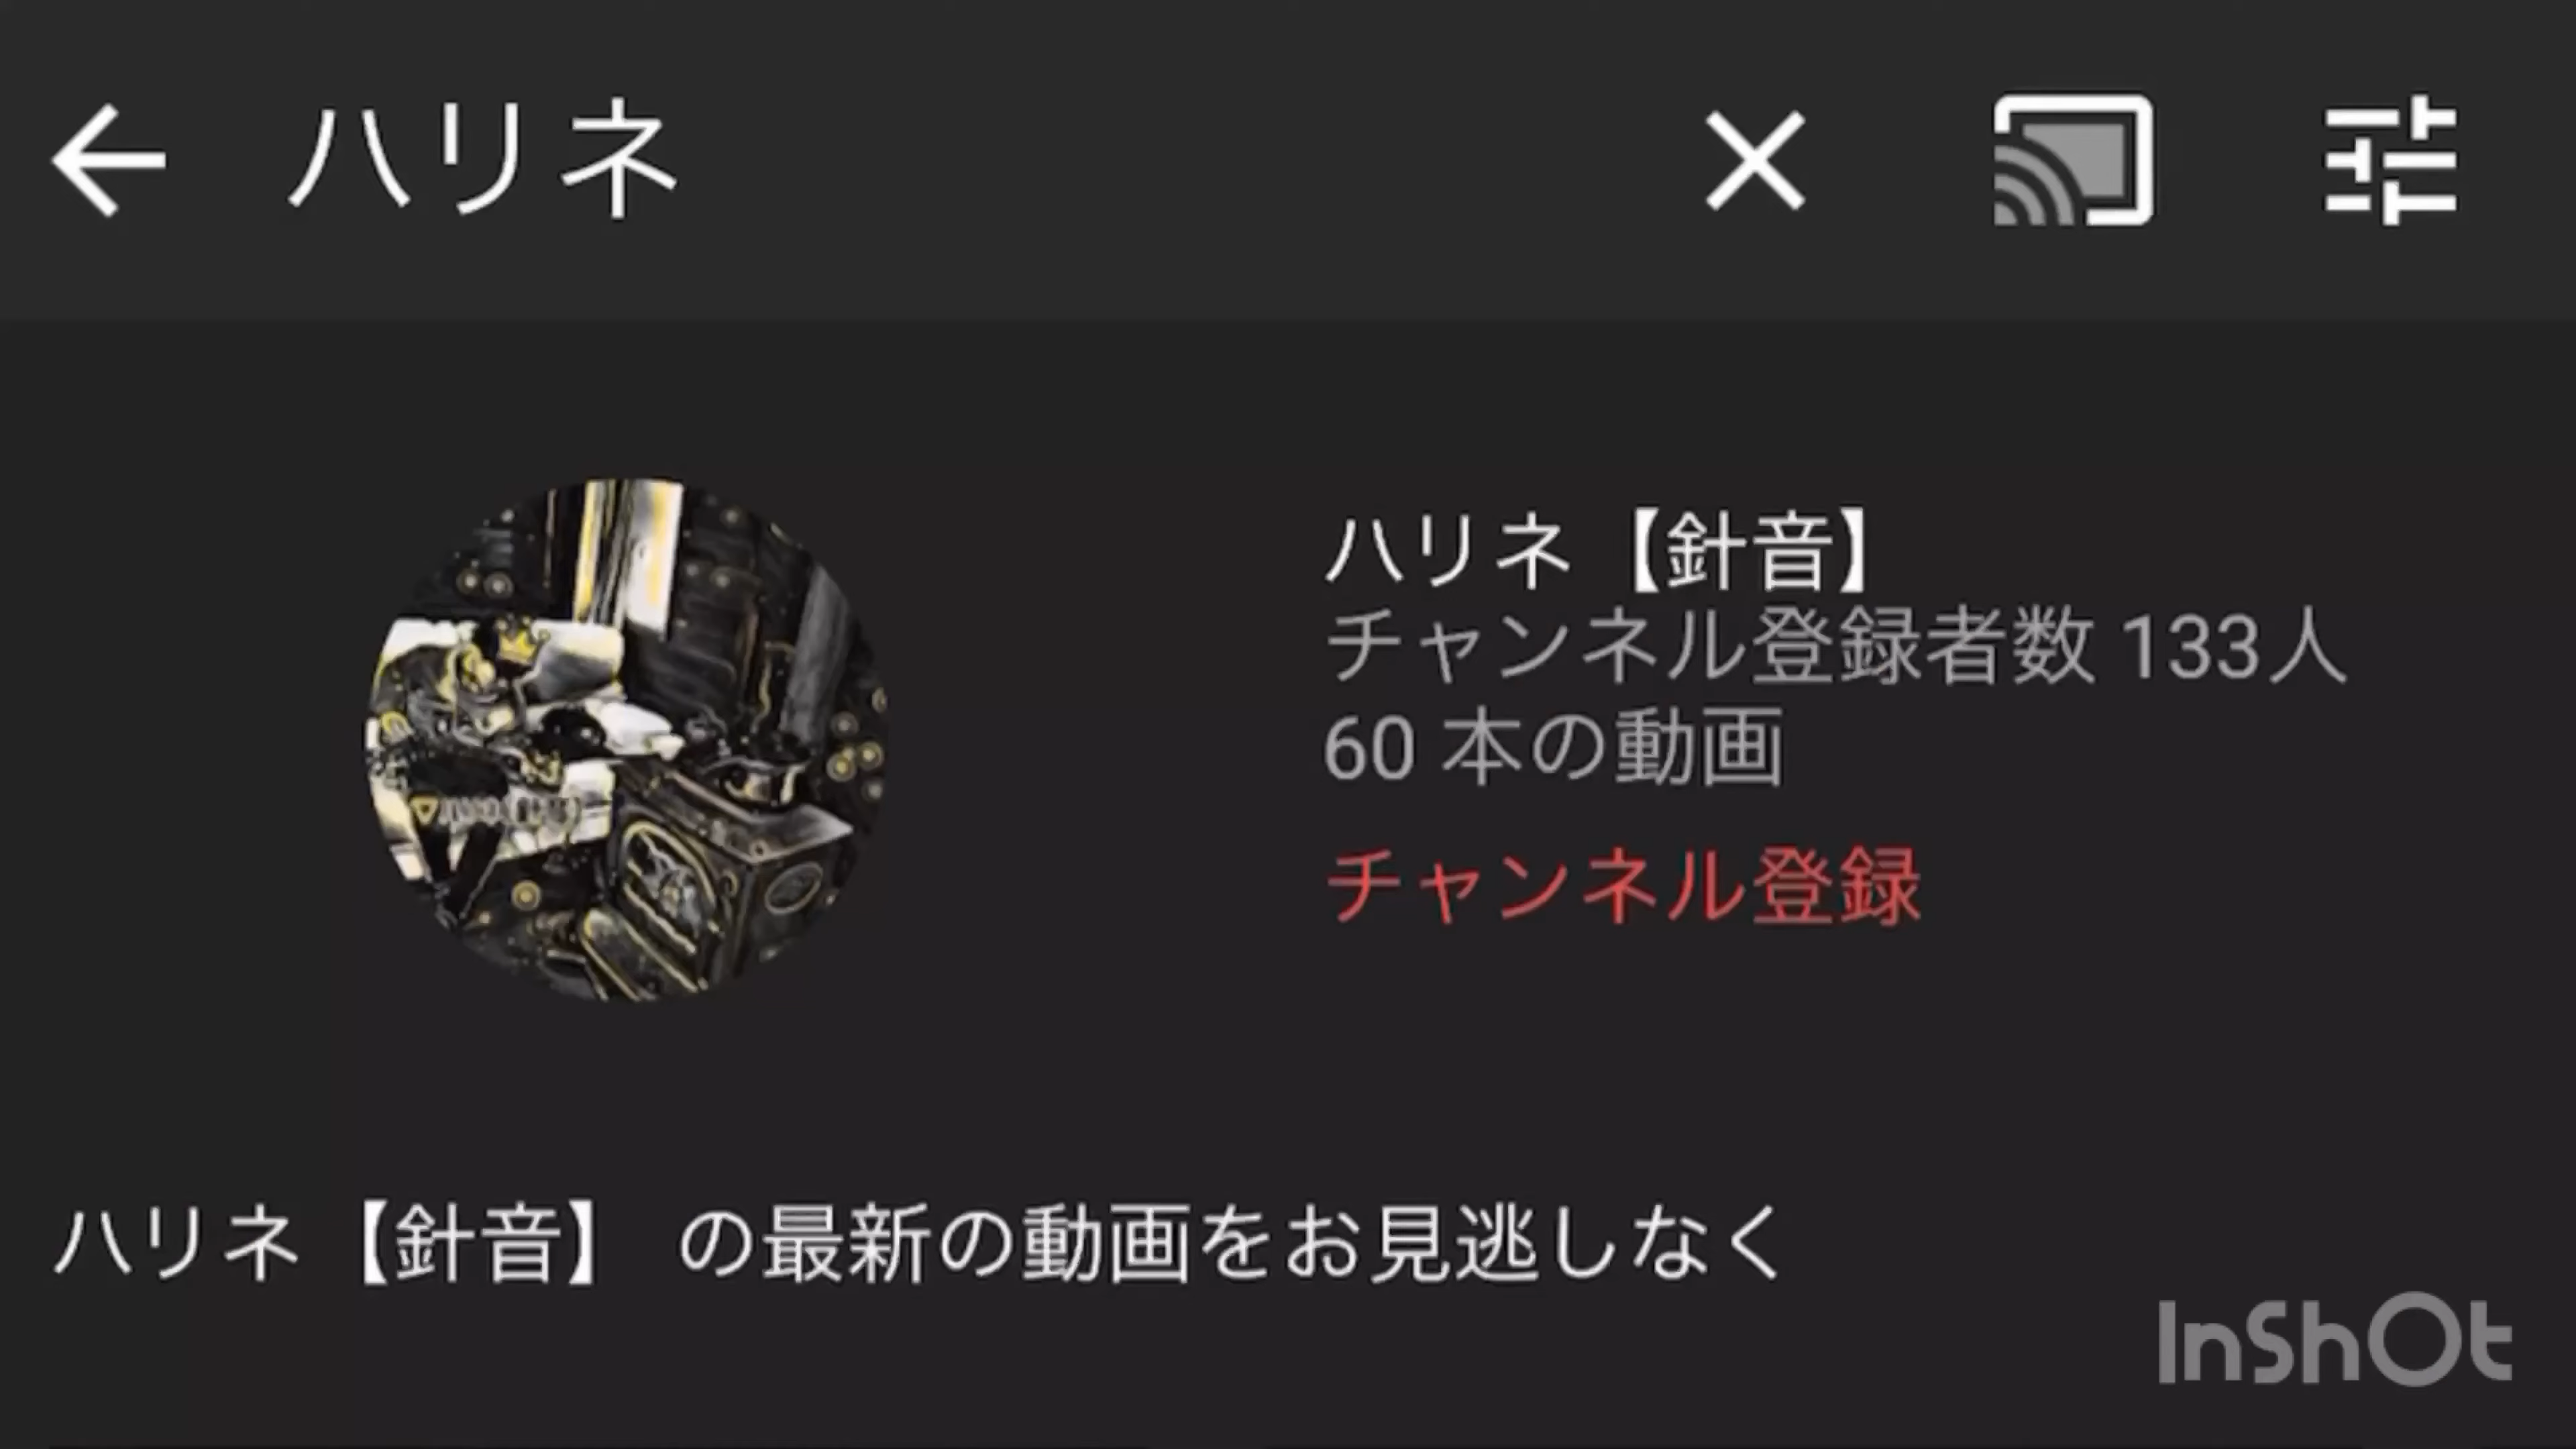 ハリネ
ハリネ【針音】
チャンネル登録者数 133人
60 本の動画
チャンネル登録
ハリネ【針音】 の最新の動画をお見逃しなく
InShOt